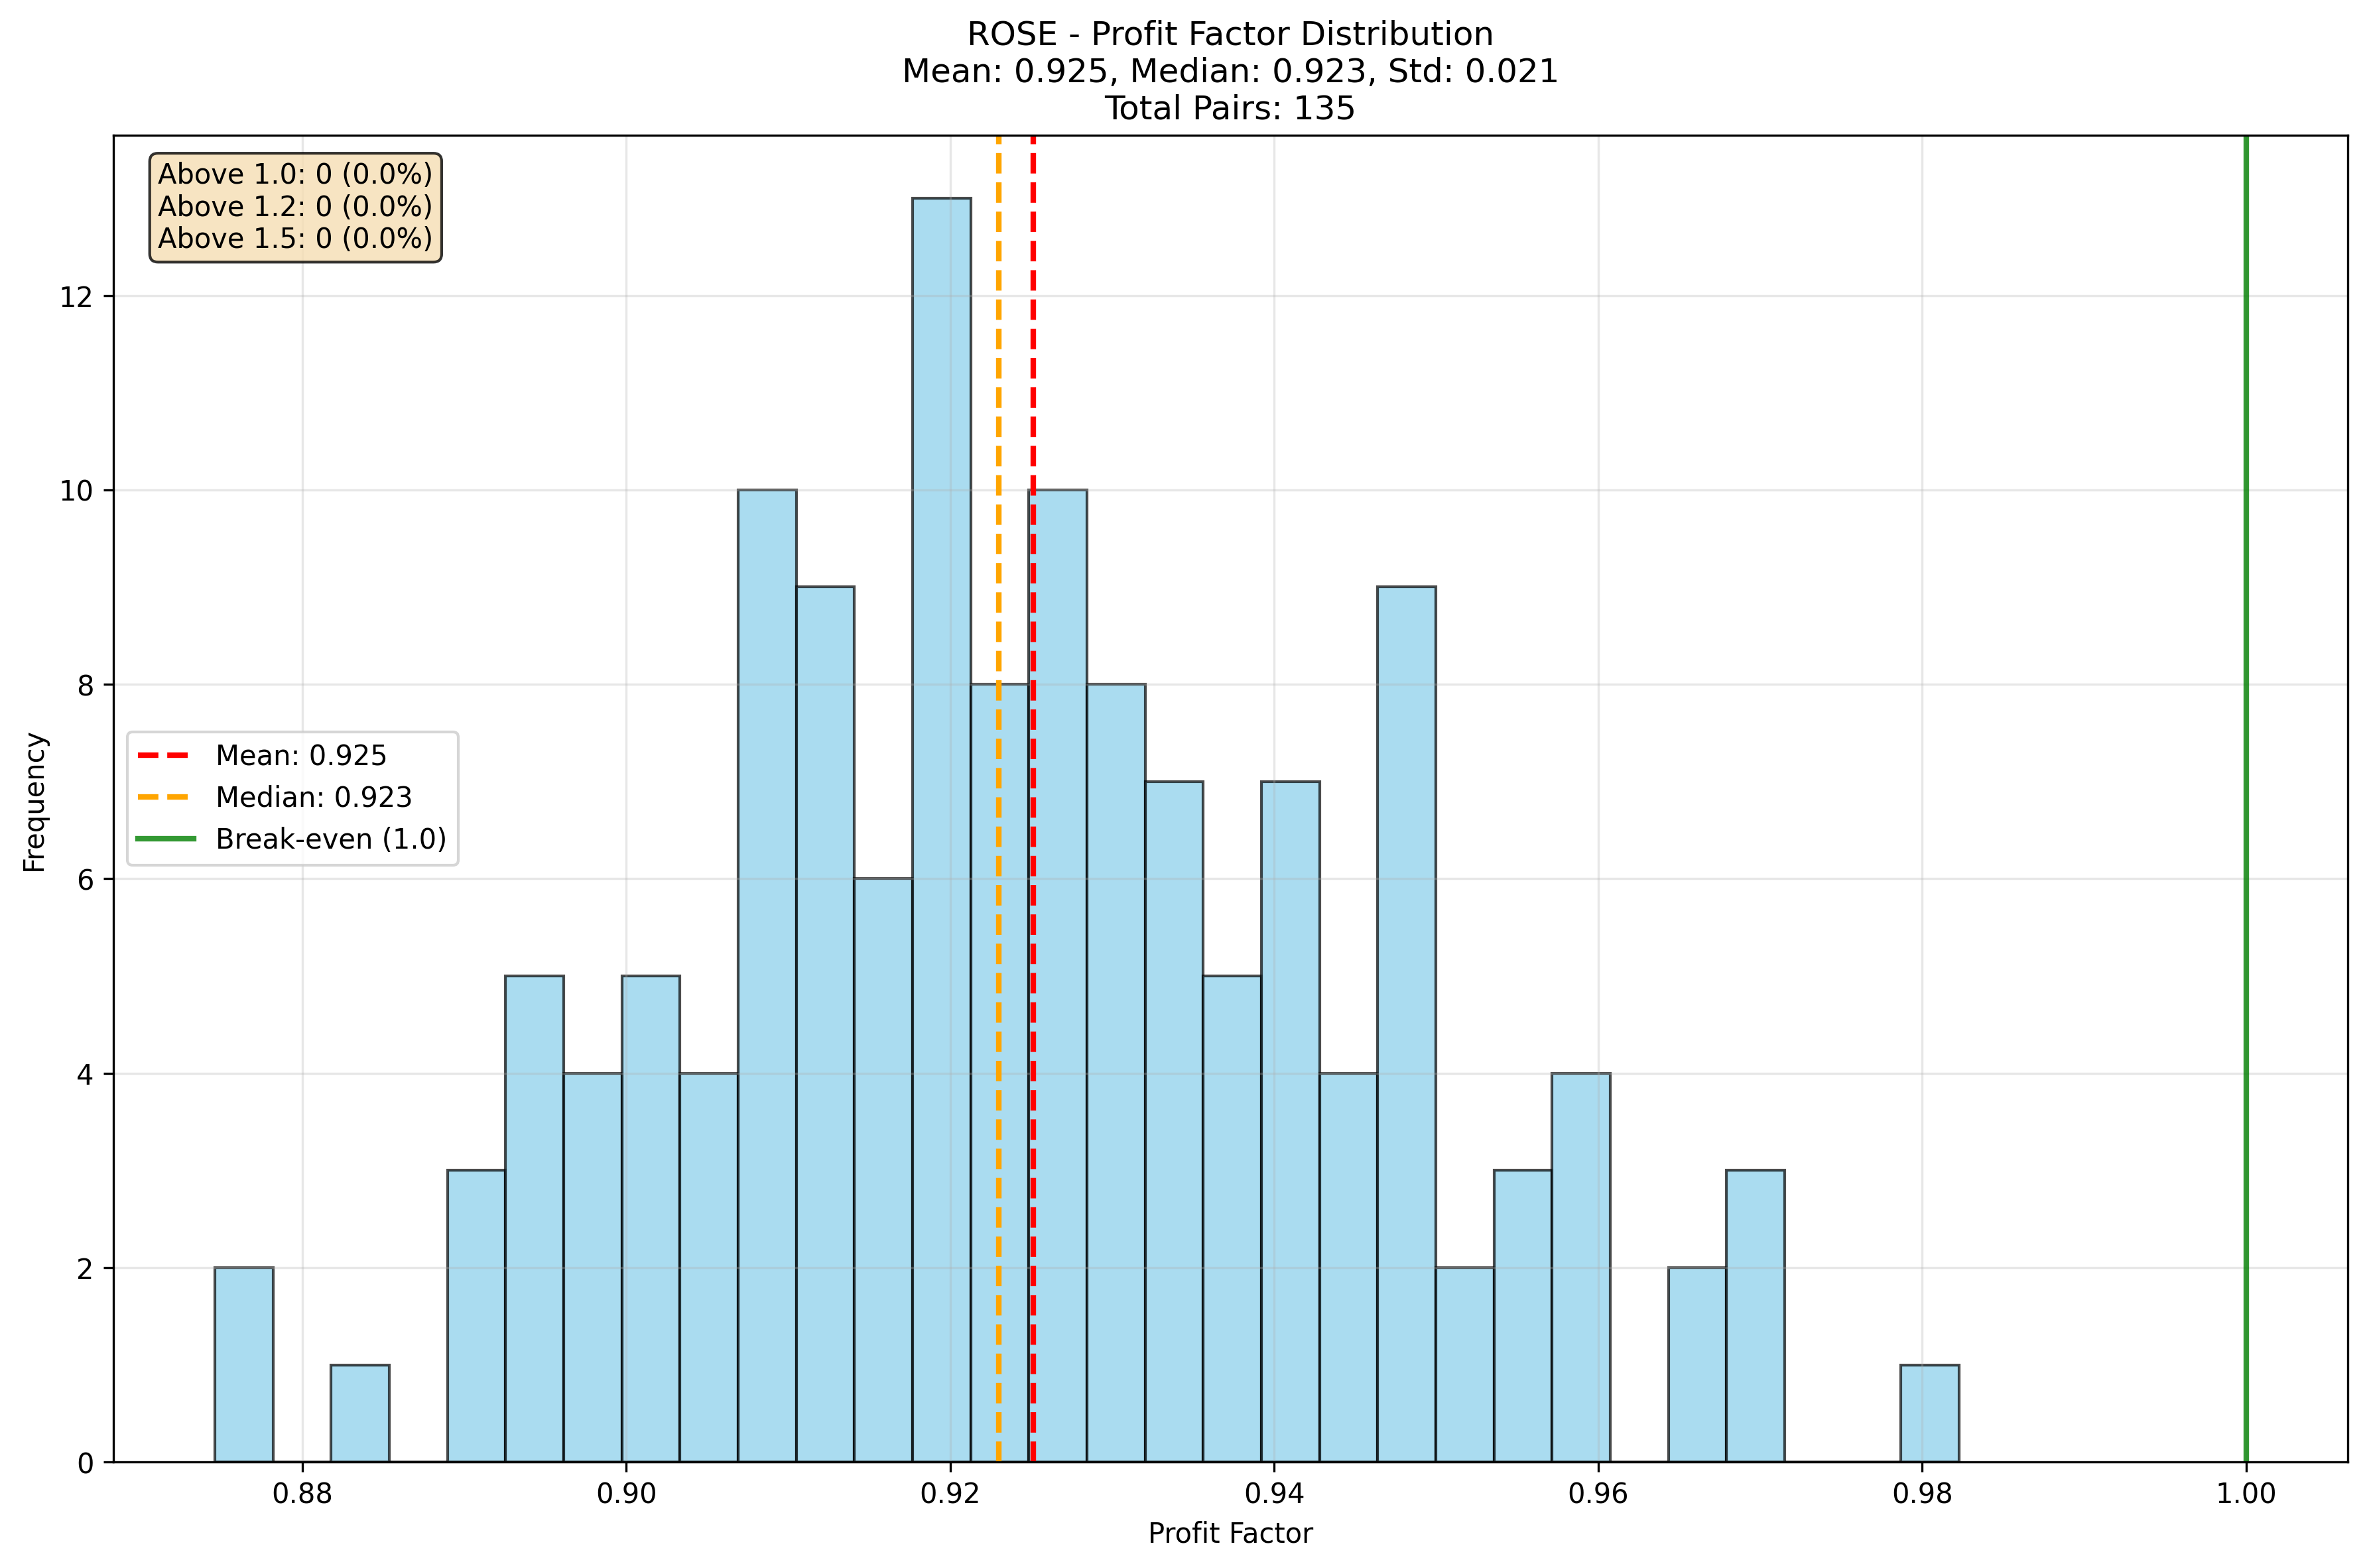 ROSE - Profit Factor Distribution
Mean: 0.925, Median: 0.923, Std: 0.021
Total Pairs: 135
Above 1.0: 0 (0.0%)
Above 1.2: 0 (0.0%)
Above 1.5: 0 (0.0%)
12
10
8
6
4
2
0
Frequency
Mean: 0.925
Median: 0.923
Break-even (1.0)
0.88 0.90 0.92 0.94 0.96 0.98 1.00
Profit Factor